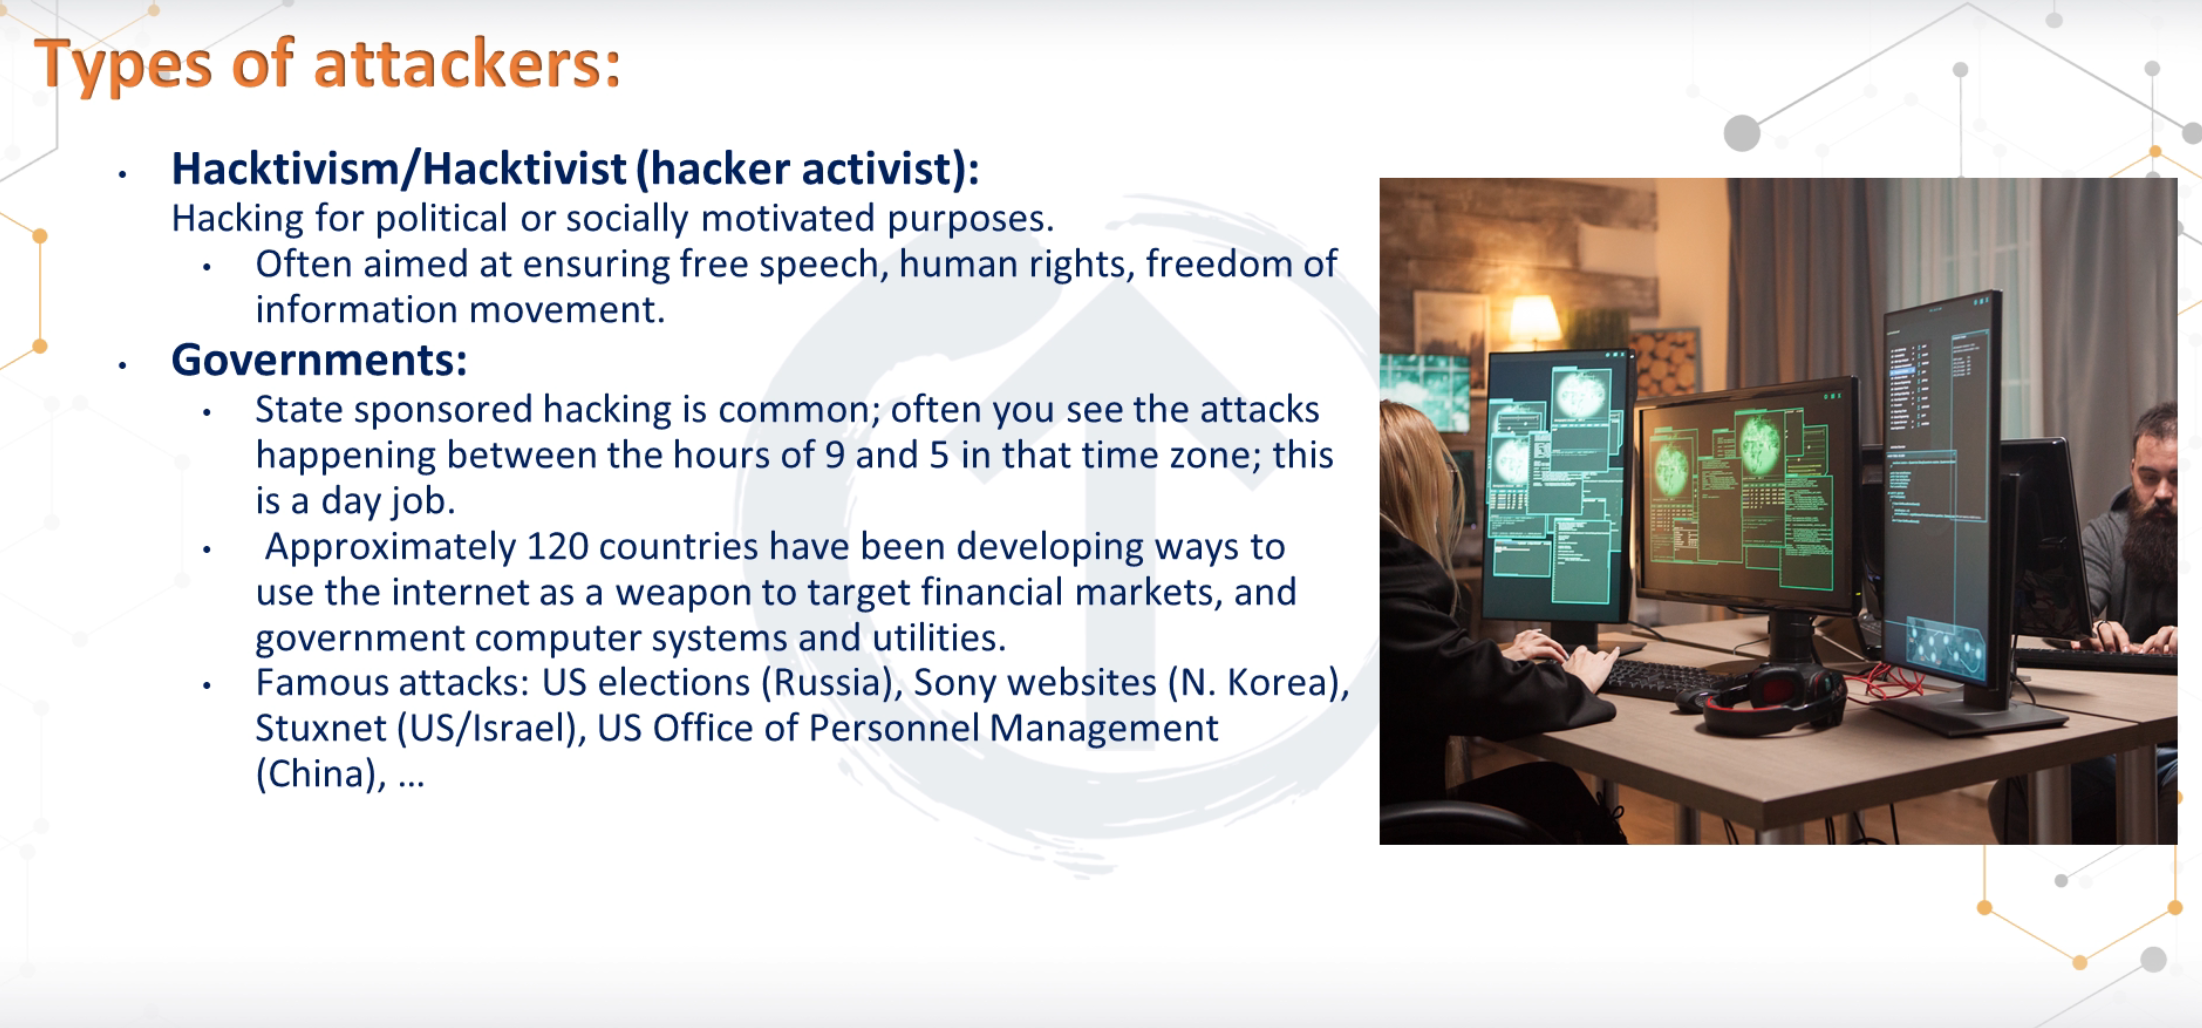 Types of attackers:
• Hacktivism/Hacktivist (hacker activist):
Hacking for political or socially motivated purposes.
• Often aimed at ensuring free speech, human rights, freedom of
information movement.
• Governments:
• State sponsored hacking is common; often you see the attacks
happening between the hours of 9 and 5 in that time zone; this
is a day job.
• Approximately 120 countries have been developing ways to
use the internet as a weapon to target financial markets, and
government computer systems and utilities.
• Famous attacks: US elections (Russia), Sony websites (N. Korea),
Stuxnet (US/Israel), US Office of Personnel Management
(China), ...